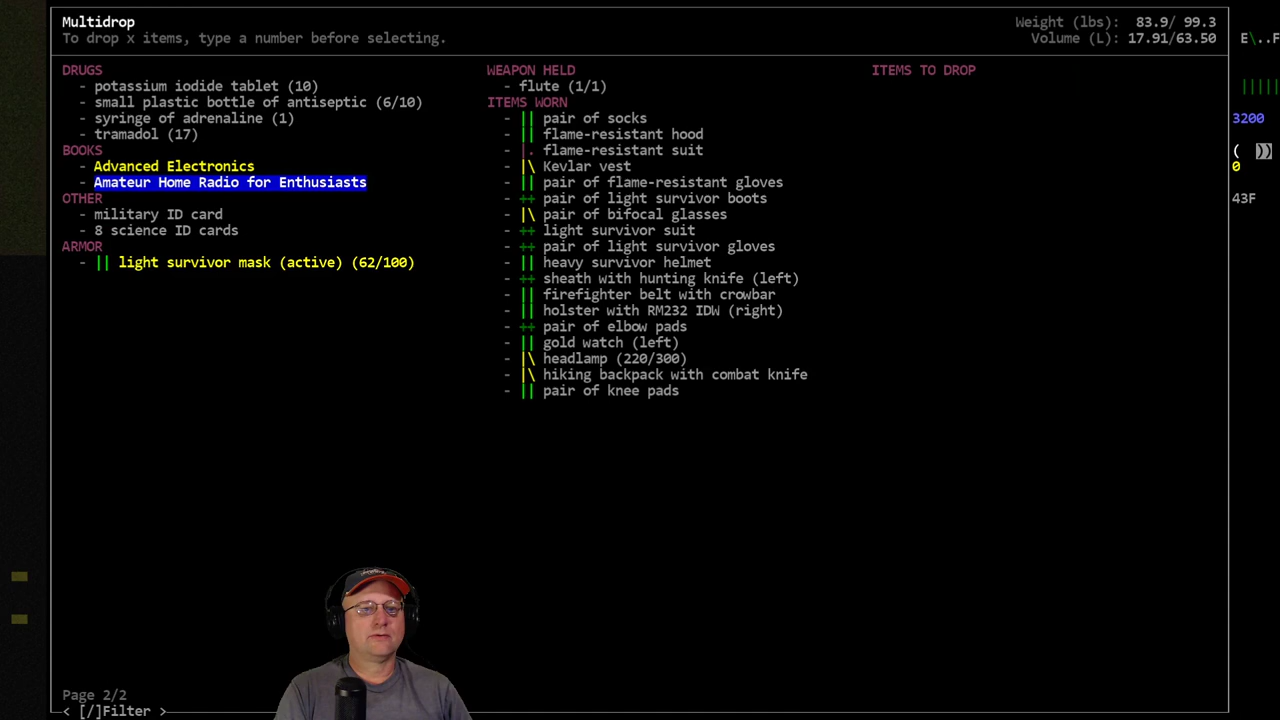 Multidrop
To drop x items, type a number before selecting.
Weight (lbs): 83.9/ 99.3
Volume (L): 17.91/63.50
DRUGS
- potassium iodide tablet (10)
- small plastic bottle of antiseptic (6/10)
- syringe of adrenaline (1)
- tramadol (17)
BOOKS
- Advanced Electronics
- Amateur Home Radio for Enthusiasts
OTHER
- military ID card
- 8 science ID cards
ARMOR
- || light survivor mask (active) (62/100)
Page 2/2
< [/]Filter >
WEAPON HELD
- flute (1/1)
ITEMS WORN
- || pair of socks
- || flame-resistant hood
- |. flame-resistant suit
- |\ Kevlar vest
- || pair of flame-resistant gloves
- ++ pair of light survivor boots
- |\ pair of bifocal glasses
- ++ light survivor suit
- ++ pair of light survivor gloves
- || heavy survivor helmet
- ++ sheath with hunting knife (left)
- || firefighter belt with crowbar
- || holster with RM232 IDW (right)
- ++ pair of elbow pads
- || gold watch (left)
- |\ headlamp (220/300)
- |\ hiking backpack with combat knife
- || pair of knee pads
ITEMS TO DROP
E\..F
|||||
3200
( ))
0
43F